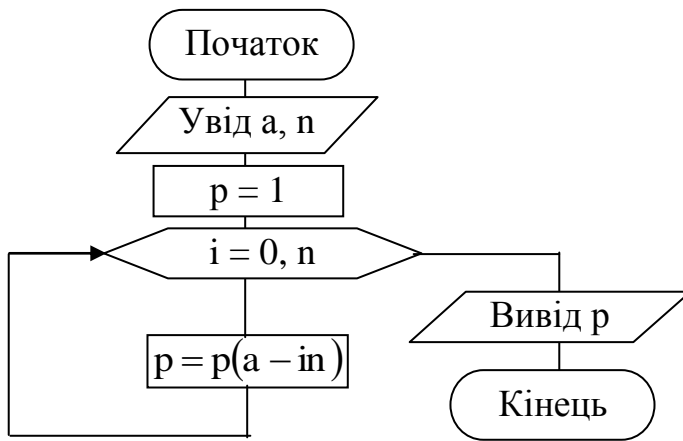 Початок
Увід a, n
p = 1
i = 0, n
p = p(a – in)
Вивід p
Кінець